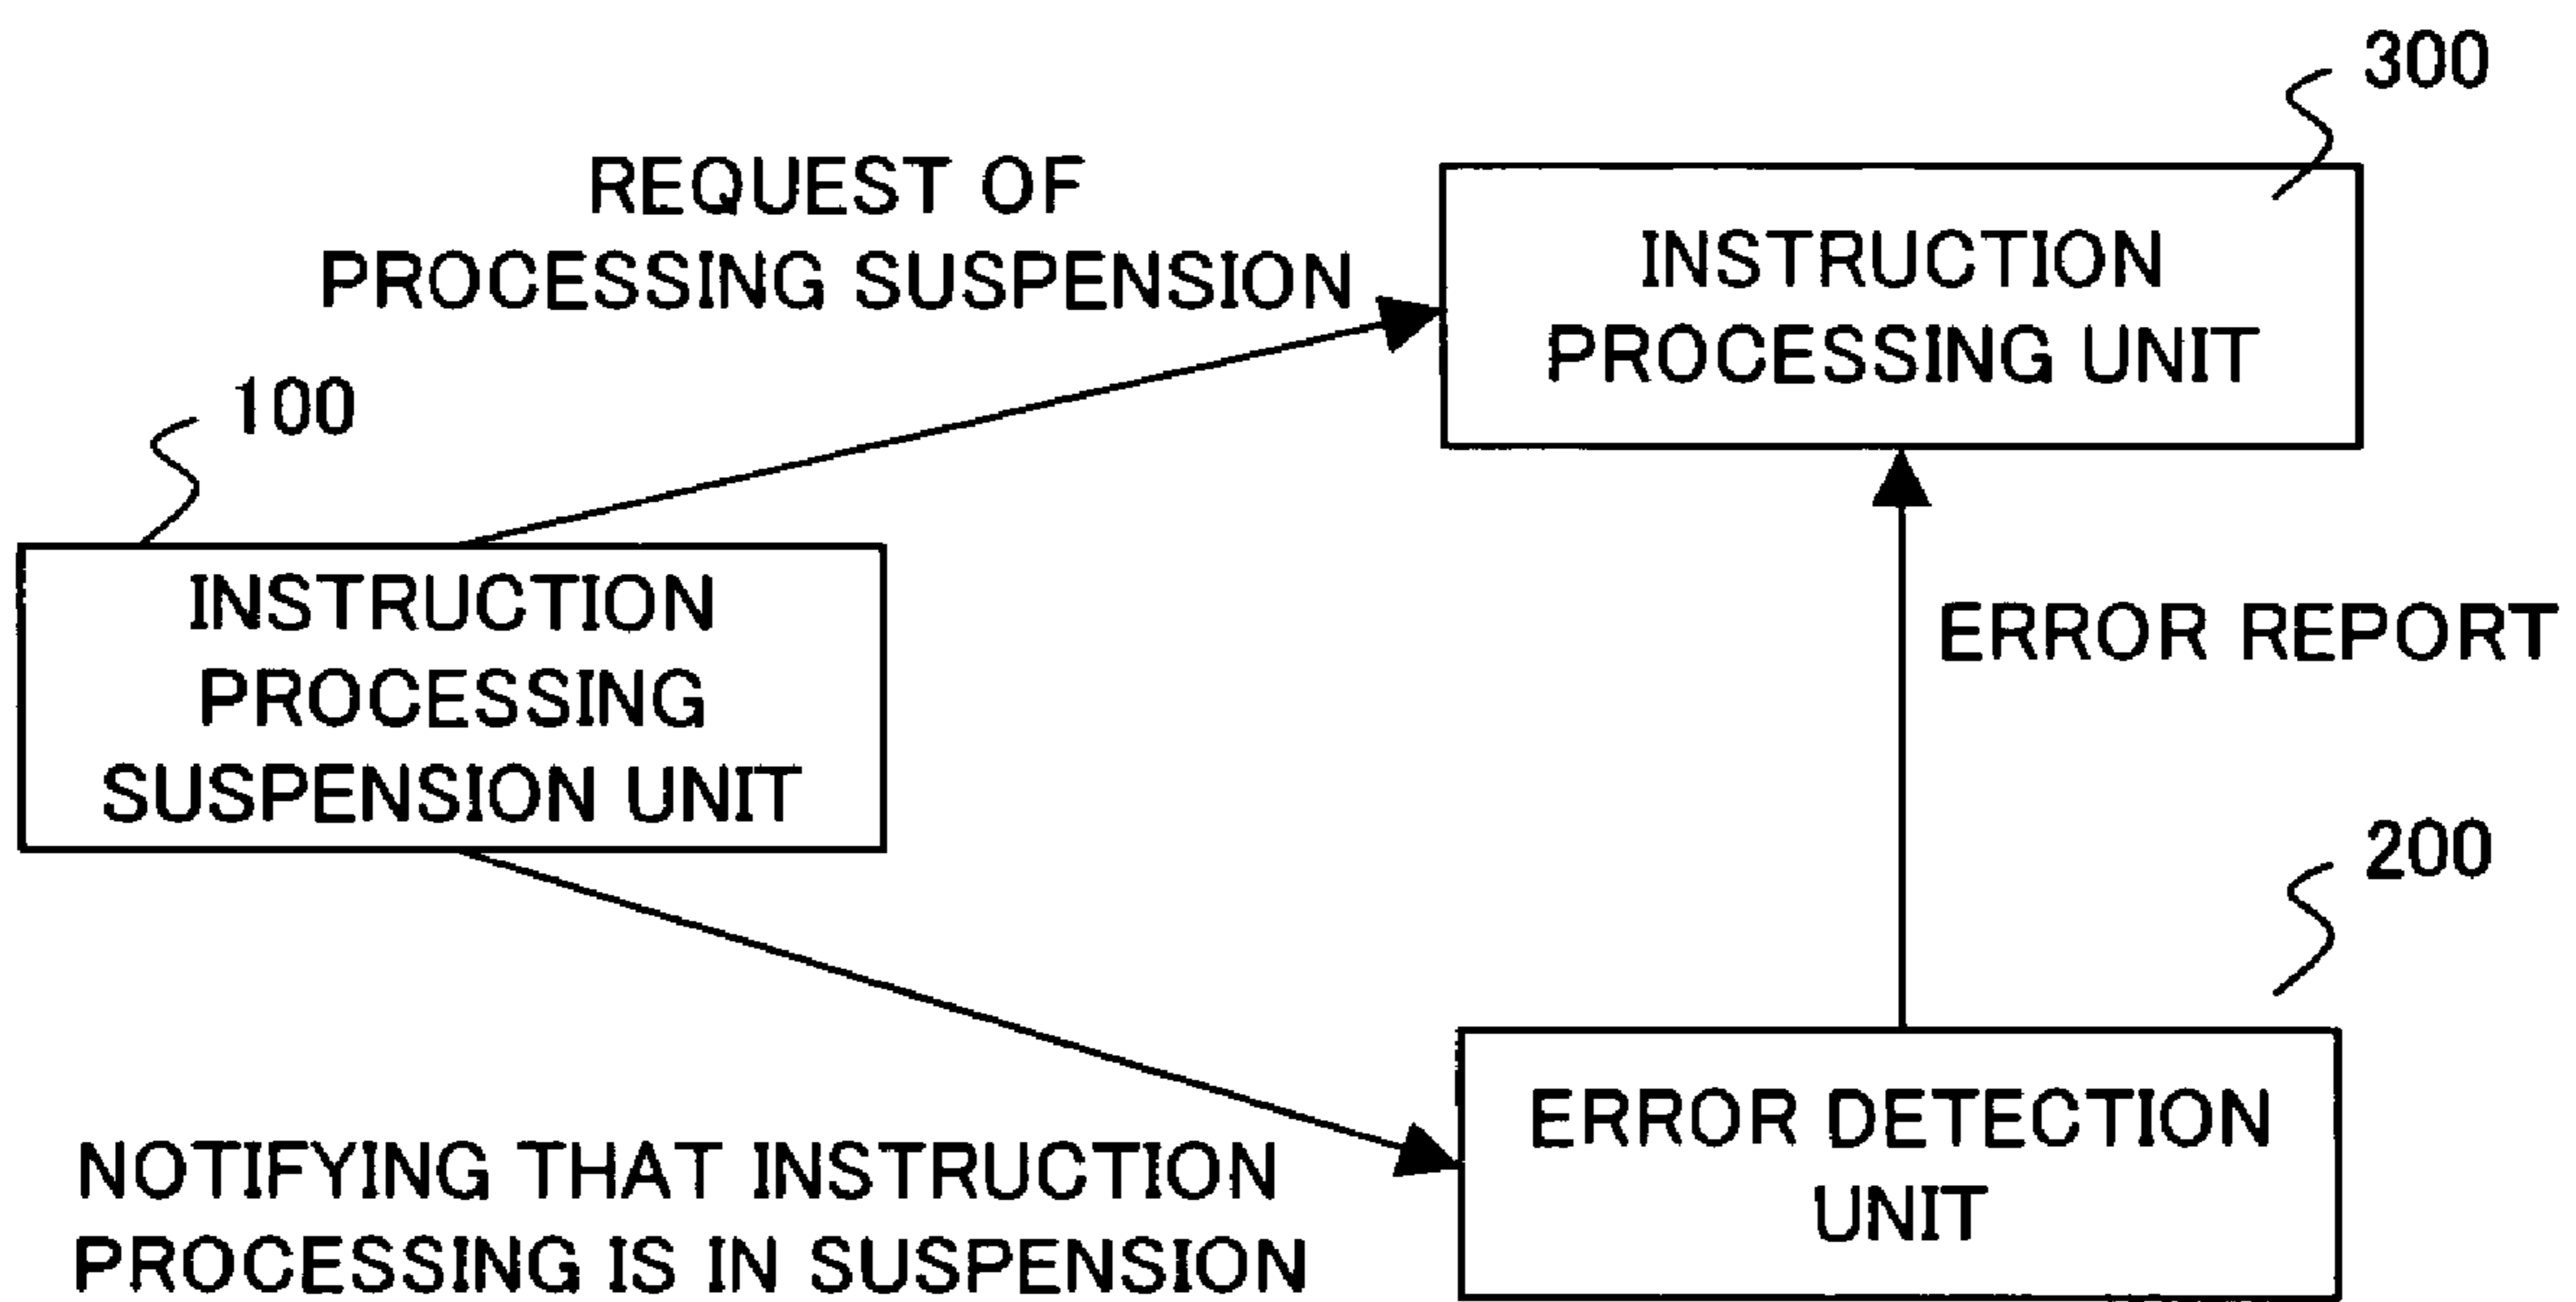 300
REQUEST OF
PROCESSING SUSPENSION
INSTRUCTION
PROCESSING UNIT
100
INSTRUCTION
PROCESSING
SUSPENSION UNIT
ERROR REPORT
200
ERROR DETECTION
UNIT
NOTIFYING THAT INSTRUCTION
PROCESSING IS IN SUSPENSION